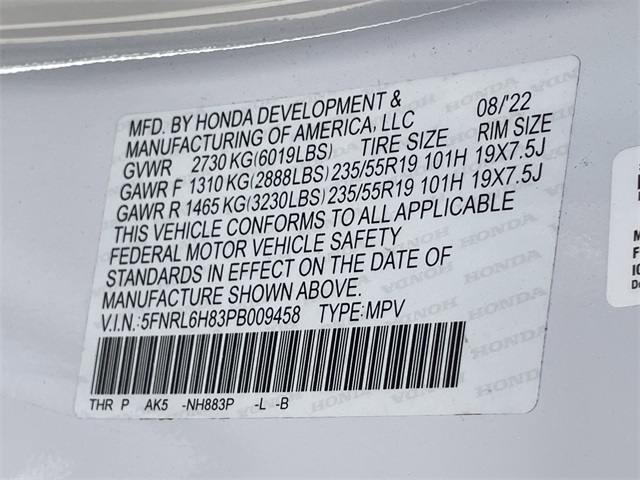 MFD. BY HONDA DEVELOPMENT & 08/'22
MANUFACTURING OF AMERICA, LLC
GVWR 2730 KG(6019LBS) TIRE SIZE RIM SIZE
GAWR F 1310 KG(2888LBS) 235/55R19 101H 19X7.5J
GAWR R 1465 KG(3230LBS) 235/55R19 101H 19X7.5J
THIS VEHICLE CONFORMS TO ALL APPLICABLE
FEDERAL MOTOR VEHICLE SAFETY
STANDARDS IN EFFECT ON THE DATE OF
MANUFACTURE SHOWN ABOVE.
V.I.N.:5FNRL6H83PB009458 TYPE:MPV
THR P AK5 -NH883P -L -B